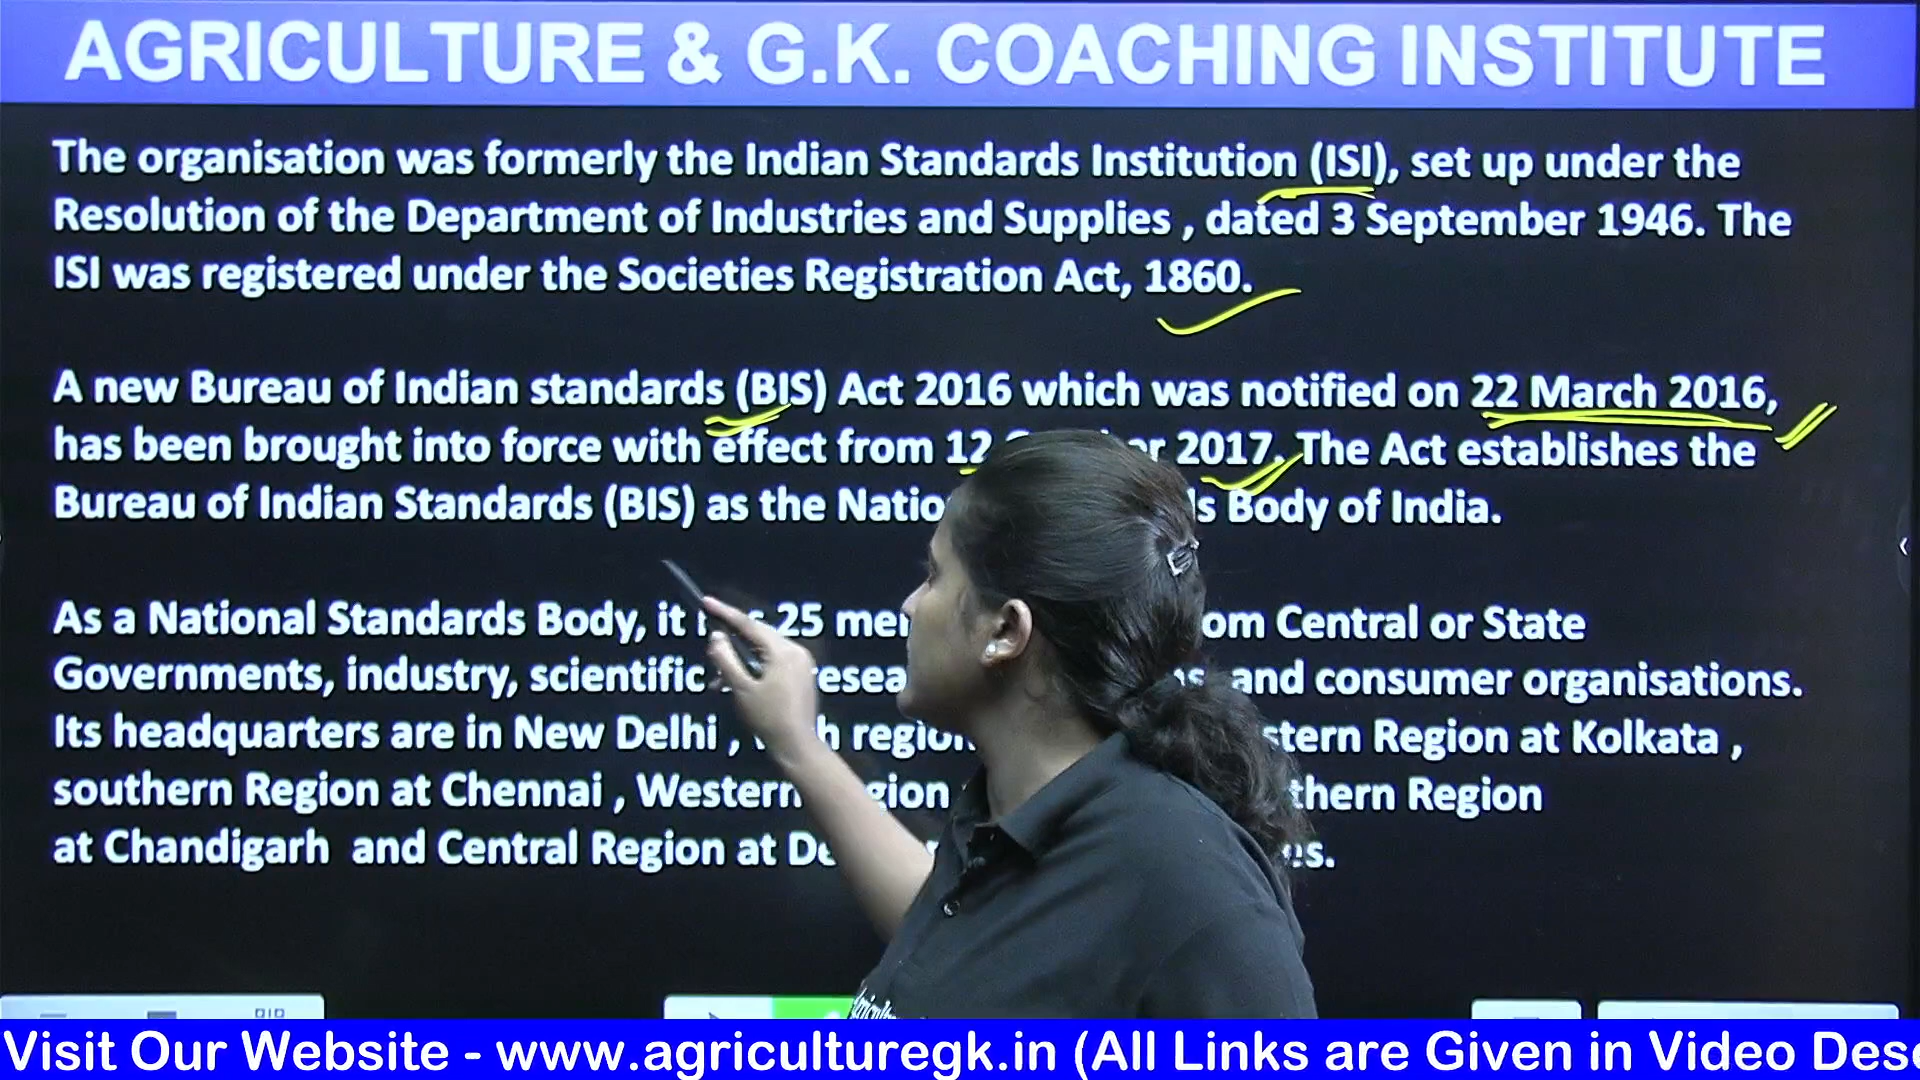 AGRICULTURE & G.K. COACHING INSTITUTE
The organisation was formerly the Indian Standards Institution (ISI), set up under the
Resolution of the Department of Industries and Supplies , dated 3 September 1946. The
ISI was registered under the Societies Registration Act, 1860.
A new Bureau of Indian standards (BIS) Act 2016 which was notified on 22 March 2016,
has been brought into force with effect from 12 2017. The Act establishes the
Bureau of Indian Standards (BIS) as the Body of India.
As a National Standards Body, it 25 Central or State
Governments, industry, scientific and consumer organisations.
Its headquarters are in New Delhi , Region at Kolkata ,
southern Region at Chennai , Western Region
at Chandigarh and Central Region at
Visit Our Website - www.agriculturegk.in (All Links are Given in Video